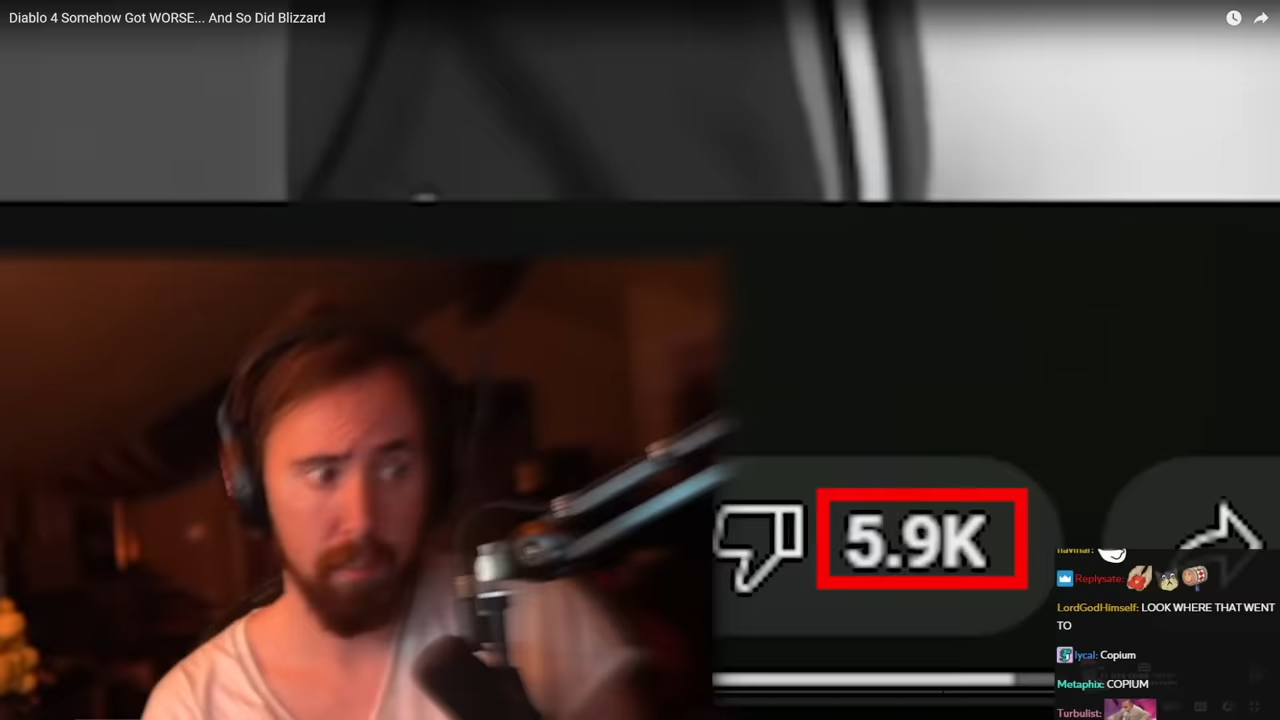 Diablo 4 Somehow Got WORSE... And So Did Blizzard
5.9K
Replysate:
LordGodHimself: LOOK WHERE THAT WENT
TO
lycal: Copium
Metaphix: COPIUM
Turbulist: